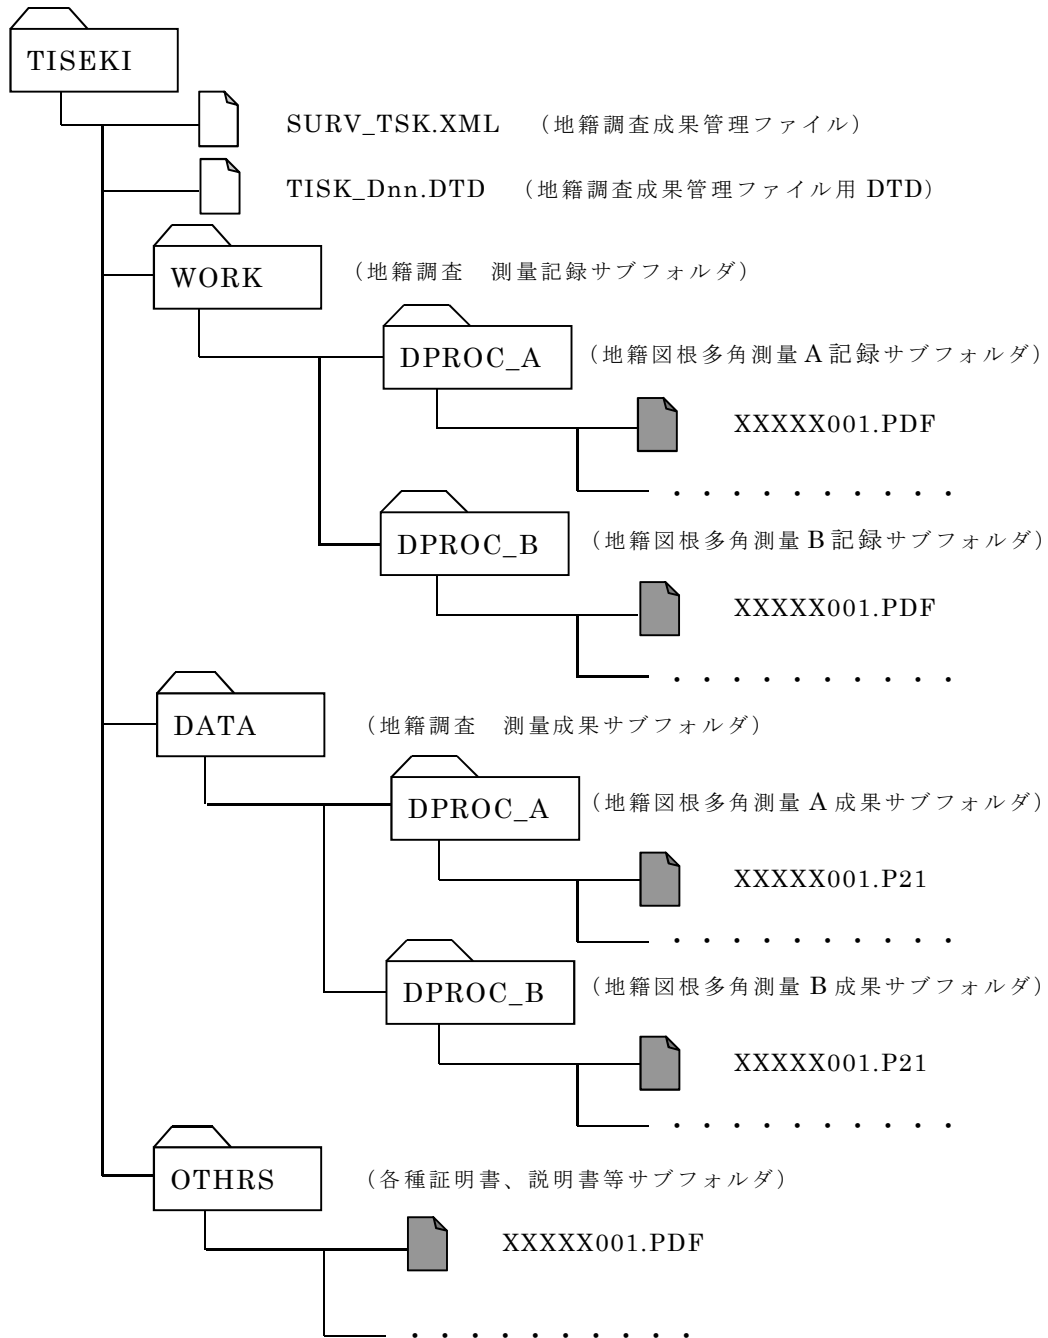 TISEKI
SURV_TSK.XML （地籍調査成果管理ファイル）
TISK_Dnn.DTD （地籍調査成果管理ファイル用 DTD）
WORK （地籍調査　測量記録サブフォルダ）
DPROC_A （地籍図根多角測量 A 記録サブフォルダ）
XXXXX001.PDF
・・・・・・・・・・
DPROC_B （地籍図根多角測量 B 記録サブフォルダ）
XXXXX001.PDF
・・・・・・・・・・
DATA （地籍調査　測量成果サブフォルダ）
DPROC_A （地籍図根多角測量 A 成果サブフォルダ）
XXXXX001.P21
・・・・・・・・・・
DPROC_B （地籍図根多角測量 B 成果サブフォルダ）
XXXXX001.P21
・・・・・・・・・・
OTHRS （各種証明書、説明書等サブフォルダ）
XXXXX001.PDF
・・・・・・・・・・